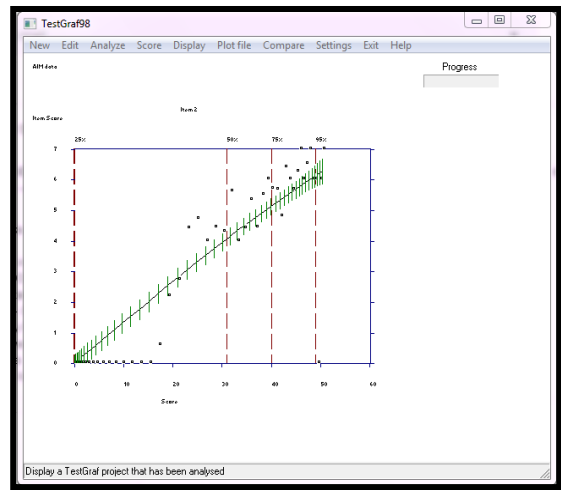 TestGraf98
New Edit Analyze Score Display Plot file Compare Settings Exit Help
AIM data
Progress
Item 2
Item Score
25% 50% 75% 95%
7
6
5
4
3
2
1
0
0 10 20 30 40 50 60
Score
Display a TestGraf project that has been analysed